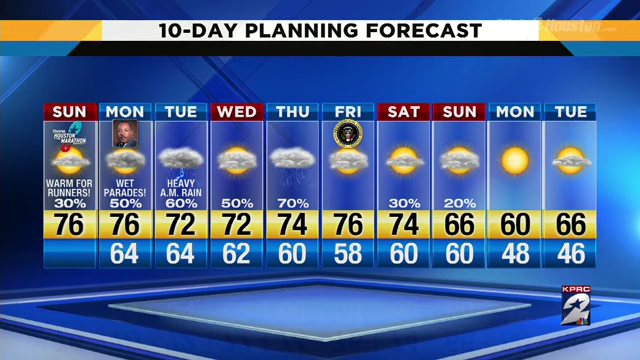 10-DAY PLANNING FORECAST
SUN MON TUE WED THU FRI SAT SUN MON TUE
HOUSTON
MARATHON
WARM FOR RUNNERS! WET PARADES! HEAVY A.M. RAIN
30% 50% 60% 50% 70% 30% 20%
76 76 72 72 74 76 74 66 60 66
64 64 62 60 58 60 60 48 46
KPRC
2